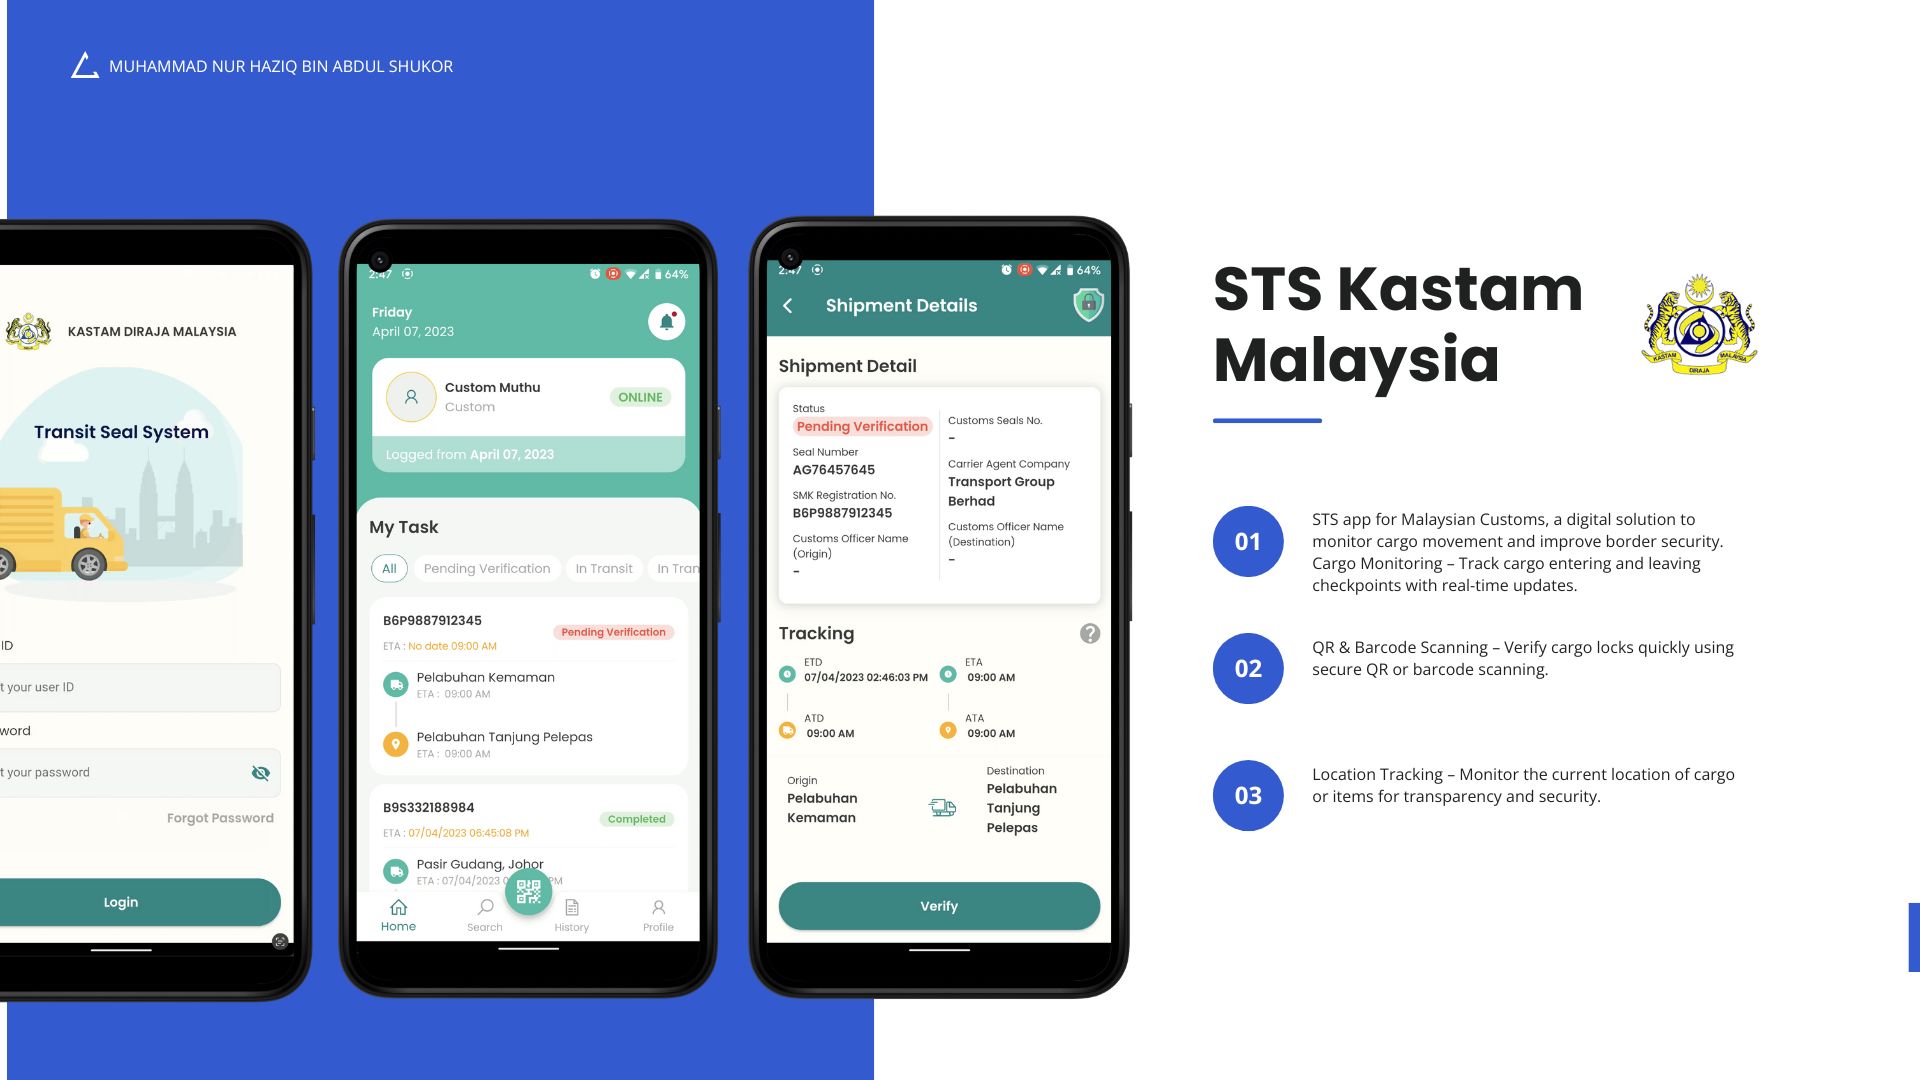 MUHAMMAD NUR HAZIQ BIN ABDUL SHUKOR
KASTAM DIRAJA MALAYSIA
Transit Seal System
ID
t your user ID
word
t your password
Forgot Password
Login
2:47
64%
Friday
April 07, 2023
Custom Muthu
Custom
ONLINE
Logged from April 07, 2023
My Task
All
Pending Verification
In Transit
In Tran
B6P9887912345
Pending Verification
ETA : No date 09:00 AM
Pelabuhan Kemaman
ETA : 09:00 AM
Pelabuhan Tanjung Pelepas
ETA : 09:00 AM
B9S332188984
Completed
ETA : 07/04/2023 06:45:08 PM
Pasir Gudang, Johor
ETA : 07/04/2023 0 PM
Home
Search
History
Profile
2:47
64%
Shipment Details
Shipment Detail
Status
Pending Verification
Seal Number
AG76457645
SMK Registration No.
B6P9887912345
Customs Officer Name
(Origin)
-
Customs Seals No.
-
Carrier Agent Company
Transport Group
Berhad
Customs Officer Name
(Destination)
-
Tracking
ETD
07/04/2023 02:46:03 PM
ETA
09:00 AM
ATD
09:00 AM
ATA
09:00 AM
Origin
Pelabuhan
Kemaman
Destination
Pelabuhan
Tanjung
Pelepas
Verify
STS Kastam
Malaysia
KASTAM
MALAYSIA
DIRAJA
01
STS app for Malaysian Customs, a digital solution to
monitor cargo movement and improve border security.
Cargo Monitoring – Track cargo entering and leaving
checkpoints with real-time updates.
02
QR & Barcode Scanning – Verify cargo locks quickly using
secure QR or barcode scanning.
03
Location Tracking – Monitor the current location of cargo
or items for transparency and security.